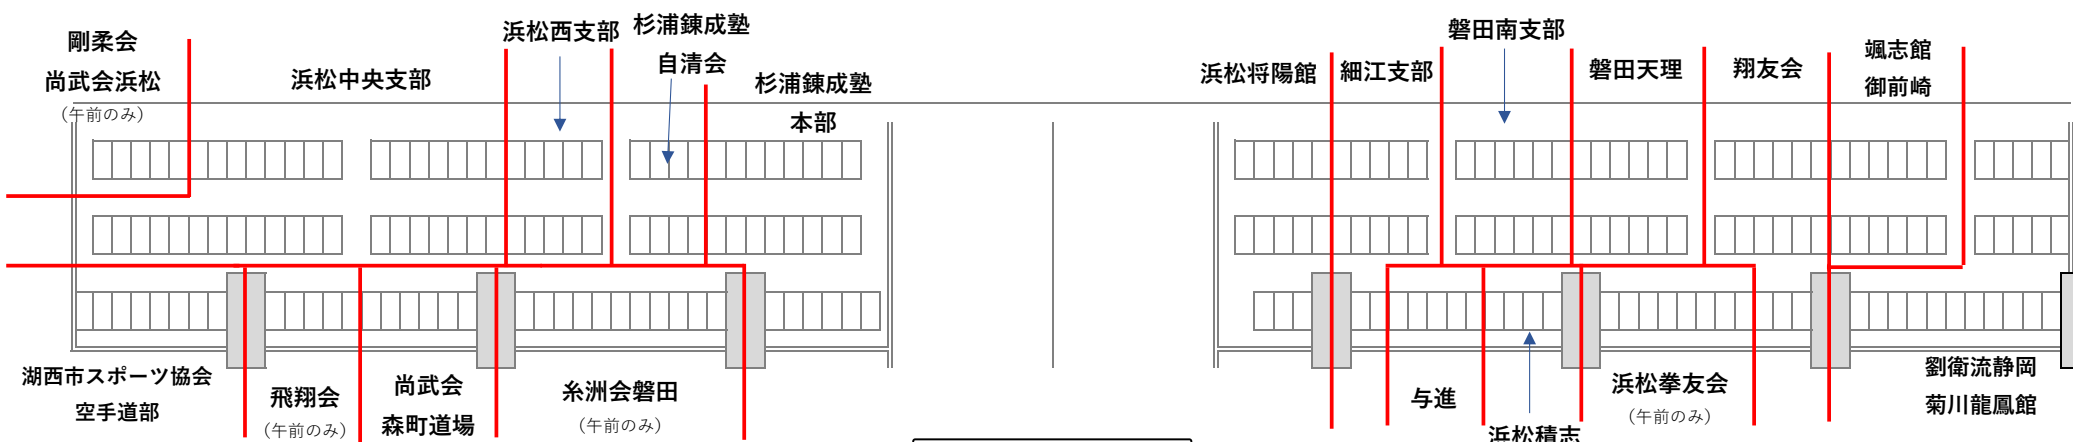 剛柔会
尚武会浜松
(午前のみ)
浜松中央支部
浜松西支部
杉浦錬成塾
自清会
杉浦錬成塾
本部
浜松将陽館
細江支部
磐田南支部
磐田天理
翔友会
颯志館
御前崎
湖西市スポーツ協会
空手道部
飛翔会
(午前のみ)
尚武会
森町道場
糸洲会磐田
(午前のみ)
与進
浜松積志
浜松拳友会
(午前のみ)
劉衛流静岡
菊川龍鳳館